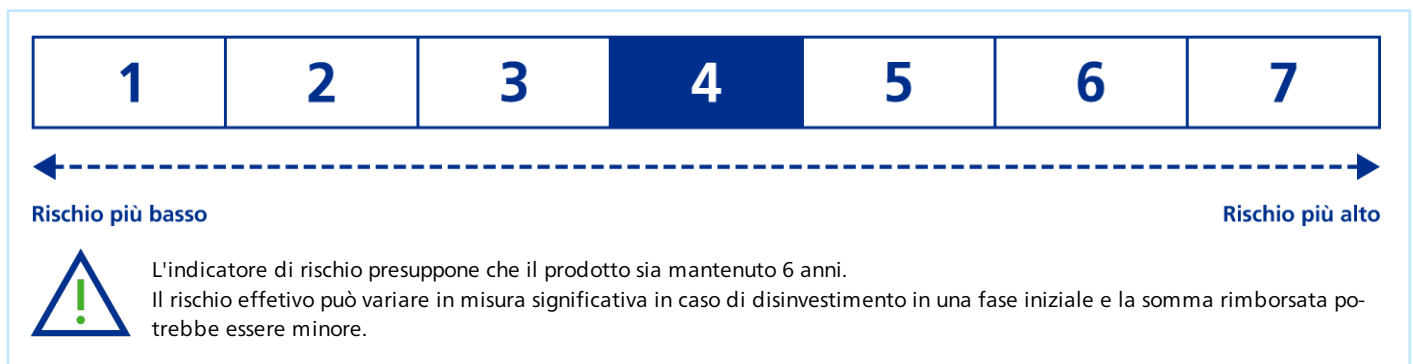 1 2 3 4 5 6 7
Rischio più basso Rischio più alto
L'indicatore di rischio presuppone che il prodotto sia mantenuto 6 anni.
Il rischio effetivo può variare in misura significativa in caso di disinvestimento in una fase iniziale e la somma rimborsata po-
trebbe essere minore.